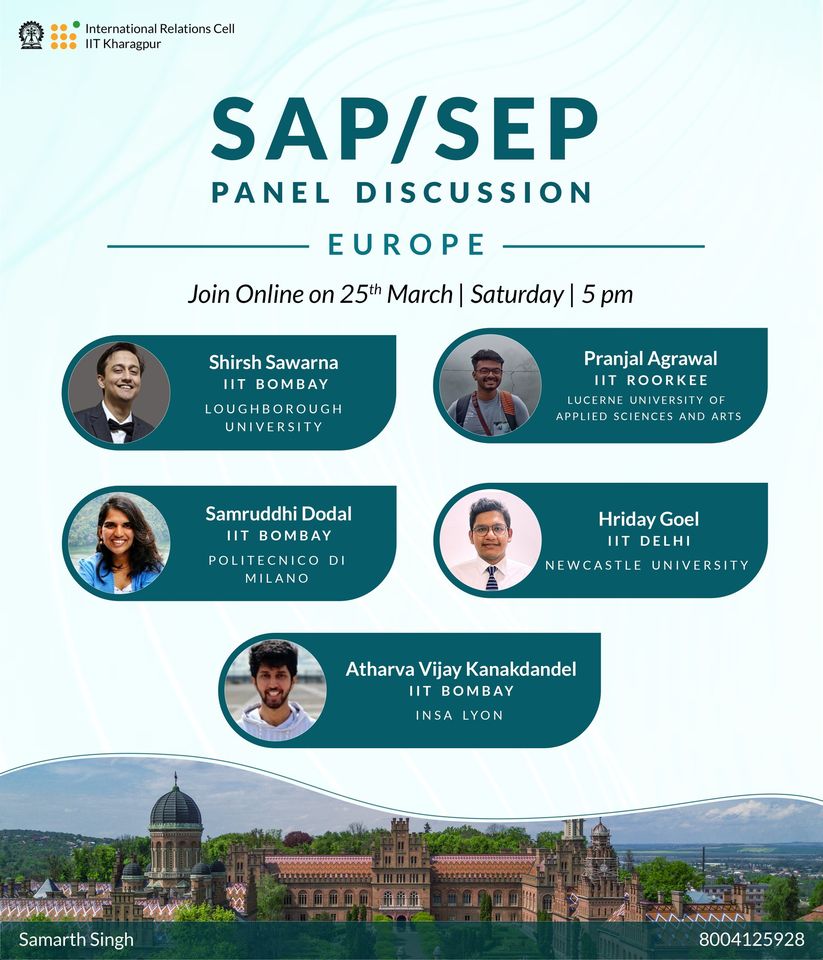 International Relations Cell
IIT Kharagpur
SAP/SEP
PANEL DISCUSSION
EUROPE
Join Online on 25th March | Saturday | 5 pm
Shirsh Sawarna
IIT BOMBAY
LOUGHBOROUGH
UNIVERSITY
Pranjal Agrawal
IIT ROORKEE
LUCERNE UNIVERSITY OF
APPLIED SCIENCES AND ARTS
Samruddhi Dodal
IIT BOMBAY
POLITECNICO DI
MILANO
Hriday Goel
IIT DELHI
NEWCASTLE UNIVERSITY
Atharva Vijay Kanakdandel
IIT BOMBAY
INSA LYON
Samarth Singh
8004125928